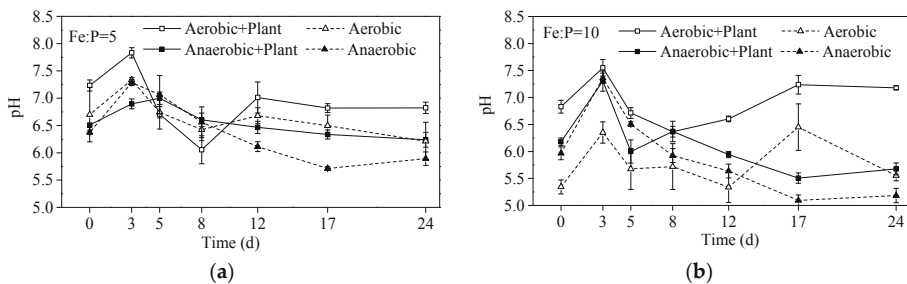 Fe:P=5
Aerobic+Plant
Aerobic
Anaerobic+Plant
Anaerobic
8.5
8.0
7.5
7.0
6.5
6.0
5.5
5.0
pH
0 3 5 8 12 17 24
Time (d)
(a)
Fe:P=10
Aerobic+Plant
Aerobic
Anaerobic+Plant
Anaerobic
8.5
8.0
7.5
7.0
6.5
6.0
5.5
5.0
pH
0 3 5 8 12 17 24
Time (d)
(b)